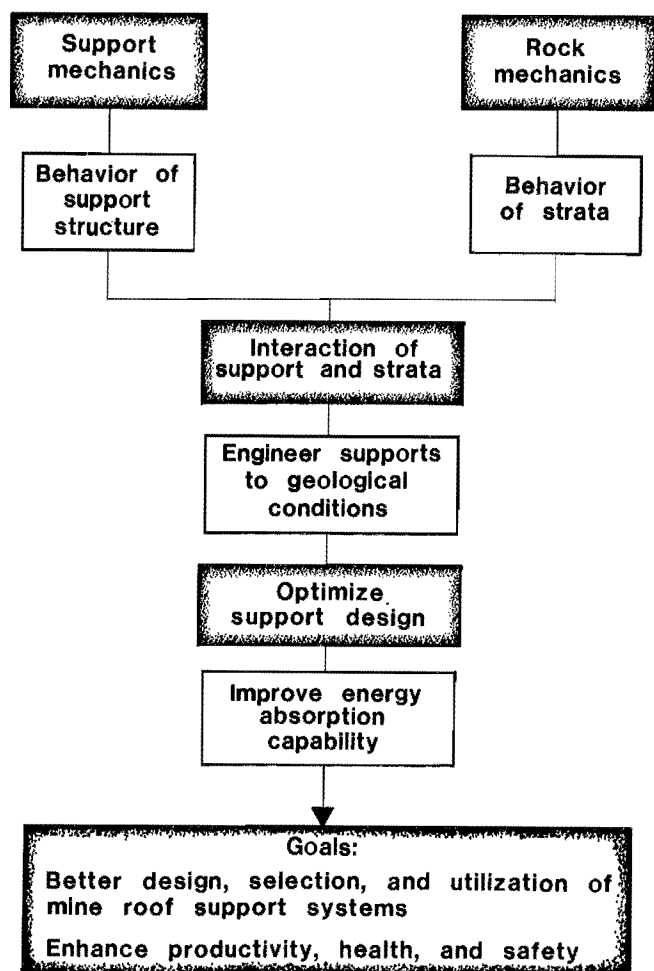 Support
mechanics
Rock
mechanics
Behavior of
support
structure
Behavior
of strata
Interaction of
support and strata
Engineer supports
to geological
conditions
Optimize
support design
Improve energy
absorption
capability
Goals:
Better design, selection, and utilization of
mine roof support systems
Enhance productivity, health, and safety